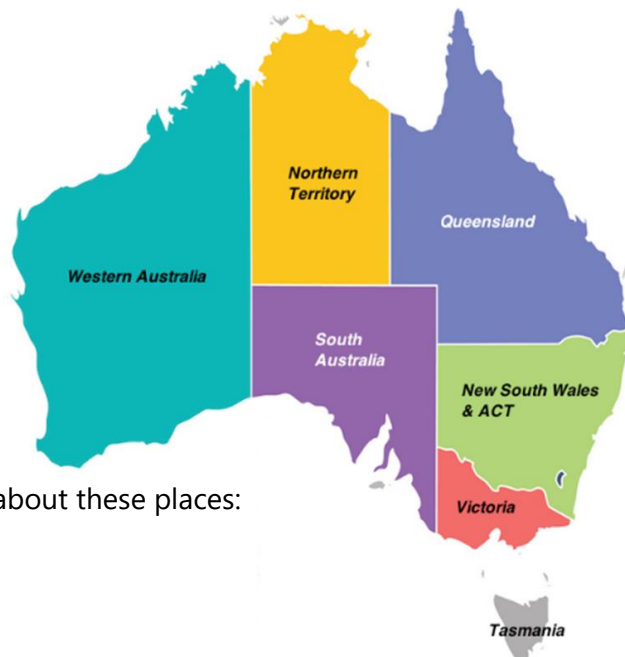 Northern
Territory
Queensland
Western Australia
South
Australia
New South Wales
& ACT
about these places:
Victoria
Tasmania